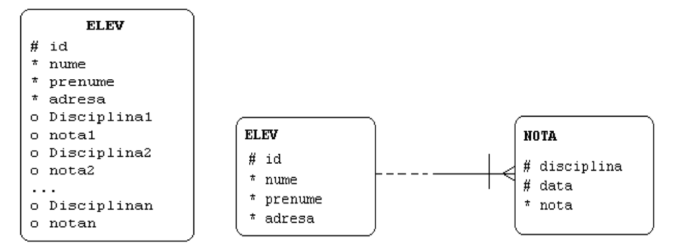 ELEV
# id
* nume
* prenume
* adresa
o Disciplina1
o nota1
o Disciplina2
o nota2
...
o Disciplinan
o notan
ELEV
# id
* nume
* prenume
* adresa
NOTA
# disciplina
# data
* nota